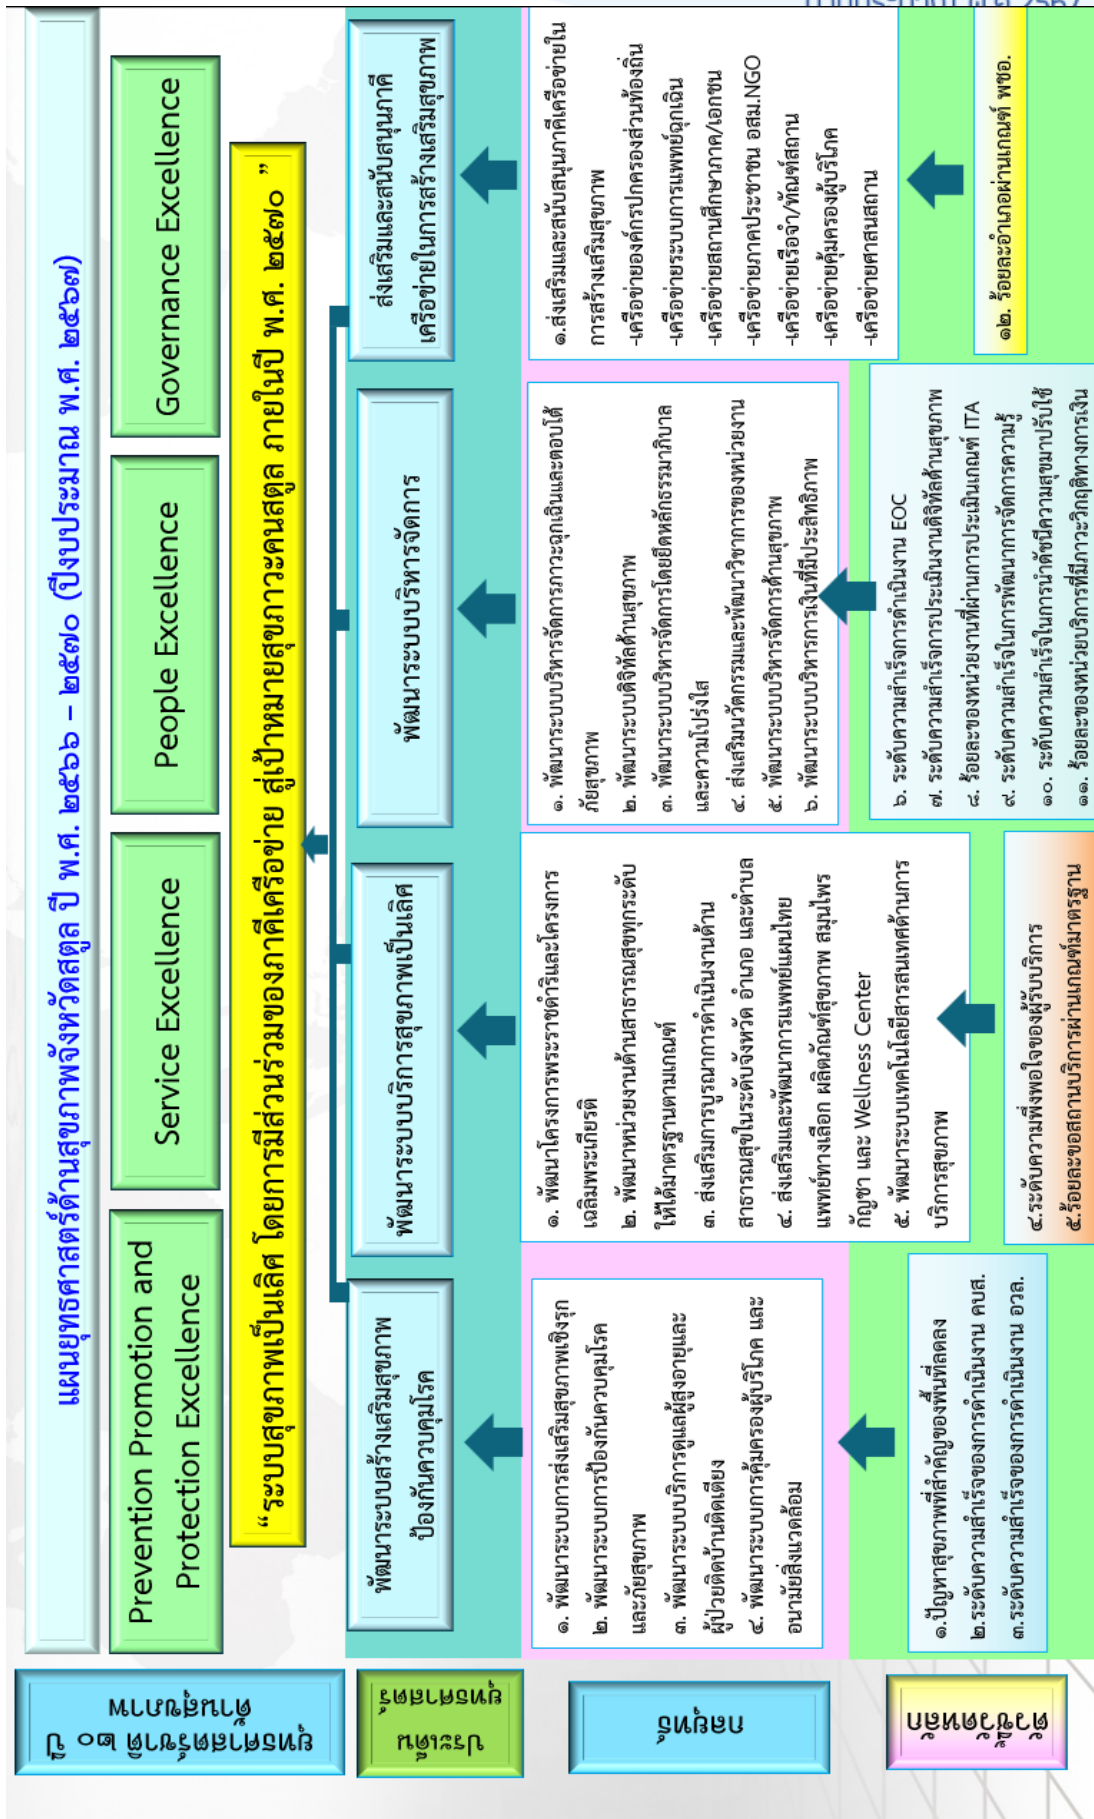 แผนยุทธศาสตร์ด้านสุขภาพจังหวัดสตูล ปี พ.ศ. ๒๕๖๖ – ๒๕๗๐ (ปีงบประมาณ พ.ศ. ๒๕๖๗)
ยุทธศาสตร์ชาติ ๒๐ ปี
ด้านสุขภาพ
Prevention Promotion and
Protection Excellence
Service Excellence
People Excellence
Governance Excellence
“ระบบสุขภาพเป็นเลิศ โดยการมีส่วนร่วมของภาคีเครือข่าย สู่เป้าหมายสุขภาวะคนสตูล ภายในปี พ.ศ. ๒๕๗๐ ”
ประเด็น
ยุทธศาสตร์
พัฒนาระบบสร้างเสริมสุขภาพ
ป้องกันควบคุมโรค
พัฒนาระบบบริการสุขภาพเป็นเลิศ
พัฒนาระบบบริหารจัดการ
ส่งเสริมและสนับสนุนภาคี
เครือข่ายในการสร้างเสริมสุขภาพ
กลยุทธ์
๑. พัฒนาระบบการส่งเสริมสุขภาพเชิงรุก
๒. พัฒนาระบบการป้องกันควบคุมโรค
และภัยสุขภาพ
๓. พัฒนาระบบบริการดูแลผู้สูงอายุและ
ผู้ป่วยติดบ้านติดเตียง
๔. พัฒนาระบบการคุ้มครองผู้บริโภค และ
อนามัยสิ่งแวดล้อม
๑. พัฒนาโครงการพระราชดำริและโครงการ
เฉลิมพระเกียรติ
๒. พัฒนาหน่วยงานด้านสาธารณสุขทุกระดับ
ให้ได้มาตรฐานตามเกณฑ์
๓. ส่งเสริมการบูรณาการดำเนินงานด้าน
สาธารณสุขในระดับจังหวัด อำเภอ และตำบล
๔. ส่งเสริมและพัฒนาการแพทย์แผนไทย
แพทย์ทางเลือก ผลิตภัณฑ์สุขภาพ สมุนไพร
กัญชา และ Wellness Center
๕. พัฒนาระบบเทคโนโลยีสารสนเทศด้านการ
บริการสุขภาพ
๑. พัฒนาระบบบริหารจัดการภาวะฉุกเฉินและตอบโต้
ภัยสุขภาพ
๒. พัฒนาระบบดิจิทัลด้านสุขภาพ
๓. พัฒนาระบบบริหารจัดการโดยยึดหลักธรรมาภิบาล
และความโปร่งใส
๔. ส่งเสริมนวัตกรรมและพัฒนาวิชาการของหน่วยงาน
๕. พัฒนาระบบบริหารจัดการด้านสุขภาพ
๖. พัฒนาระบบบริหารการเงินที่มีประสิทธิภาพ
๑.ส่งเสริมและสนับสนุนภาคีเครือข่ายใน
การสร้างเสริมสุขภาพ
-เครือข่ายองค์กรปกครองส่วนท้องถิ่น
-เครือข่ายระบบการแพทย์ฉุกเฉิน
-เครือข่ายสถานศึกษาภาค/เอกชน
-เครือข่ายภาคประชาชน อสม.NGO
-เครือข่ายเรือจำ/ทัณฑ์สถาน
-เครือข่ายคุ้มครองผู้บริโภค
-เครือข่ายศาสนสถาน
ตัวชี้วัดหลัก
๑.ปัญหาสุขภาพที่สำคัญของพื้นที่ลดลง
๒.ระดับความสำเร็จของการดำเนินงาน คบส.
๓.ระดับความสำเร็จของการดำเนินงาน อวล.
๔.ระดับความพึงพอใจของผู้รับบริการ
๕.ร้อยละขอสถานบริการผ่านเกณฑ์มาตรฐาน
๖. ระดับความสำเร็จการดำเนินงาน EOC
๗. ระดับความสำเร็จการประเมินงานดิจิทัลด้านสุขภาพ
๘. ร้อยละของหน่วยงานที่ผ่านการประเมินเกณฑ์ ITA
๙. ระดับความสำเร็จในการพัฒนาการจัดการความรู้
๑๐. ระดับความสำเร็จในการนำดัชนีความสุขมาปรับใช้
๑๑. ร้อยละของหน่วยบริการที่มีภาวะวิกฤติทางการเงิน
๑๒. ร้อยละอำเภอผ่านเกณฑ์ พชอ.